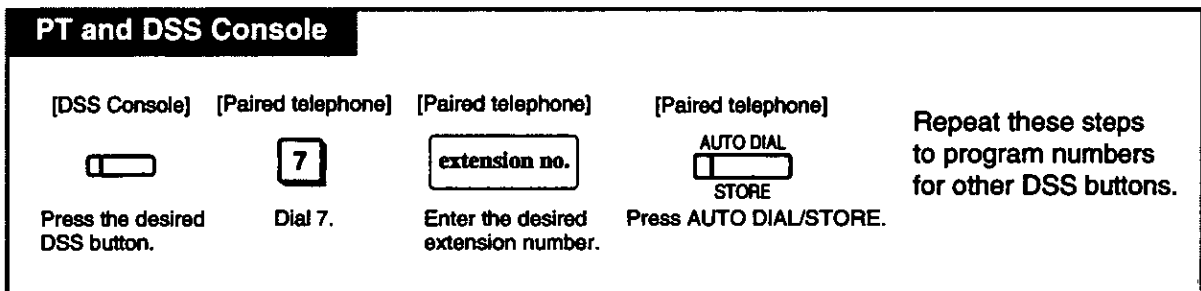 PT and DSS Console
[DSS Console] [Paired telephone] [Paired telephone] [Paired telephone]
7
extension no.
AUTO DIAL
STORE
Press the desired
DSS button.
Dial 7.
Enter the desired
extension number.
Press AUTO DIAL/STORE.
Repeat these steps
to program numbers
for other DSS buttons.